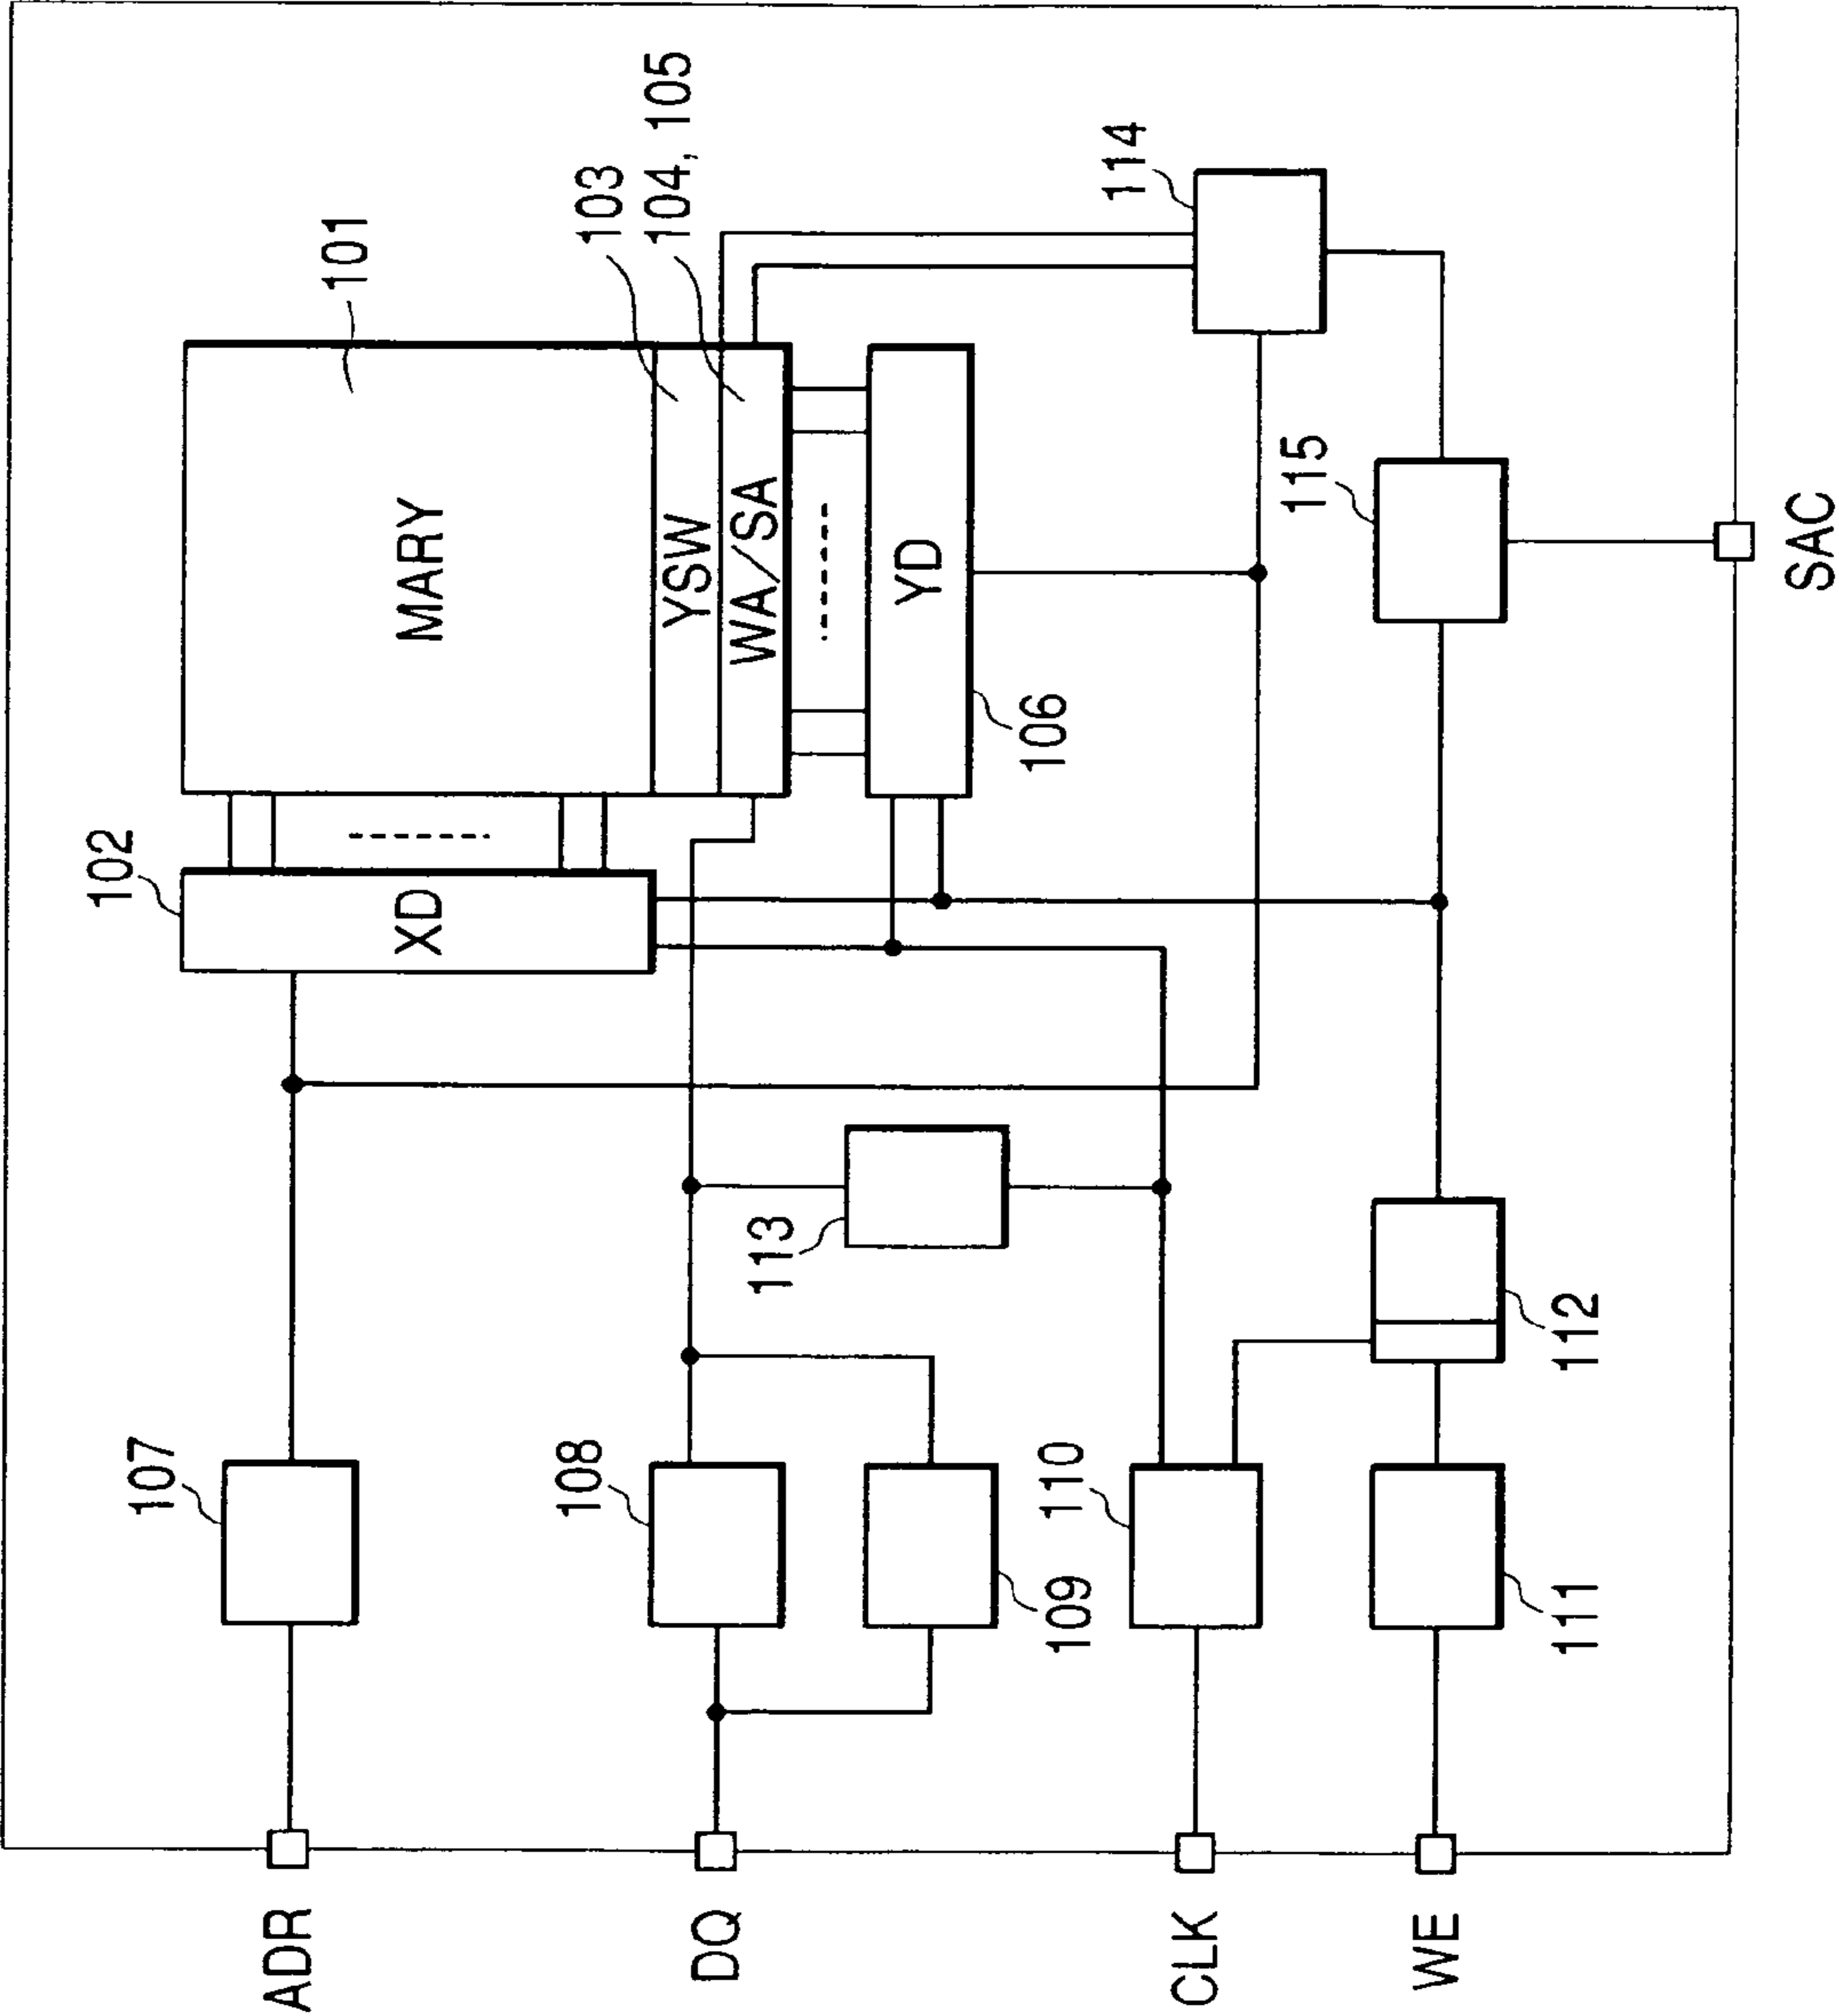 101
103
104, 105
102
MARY
YSW
WA/SA
XD
YD
106
114
115
107
108
109
113
110
111
112
ADR
DQ
CLK
WE
SAC